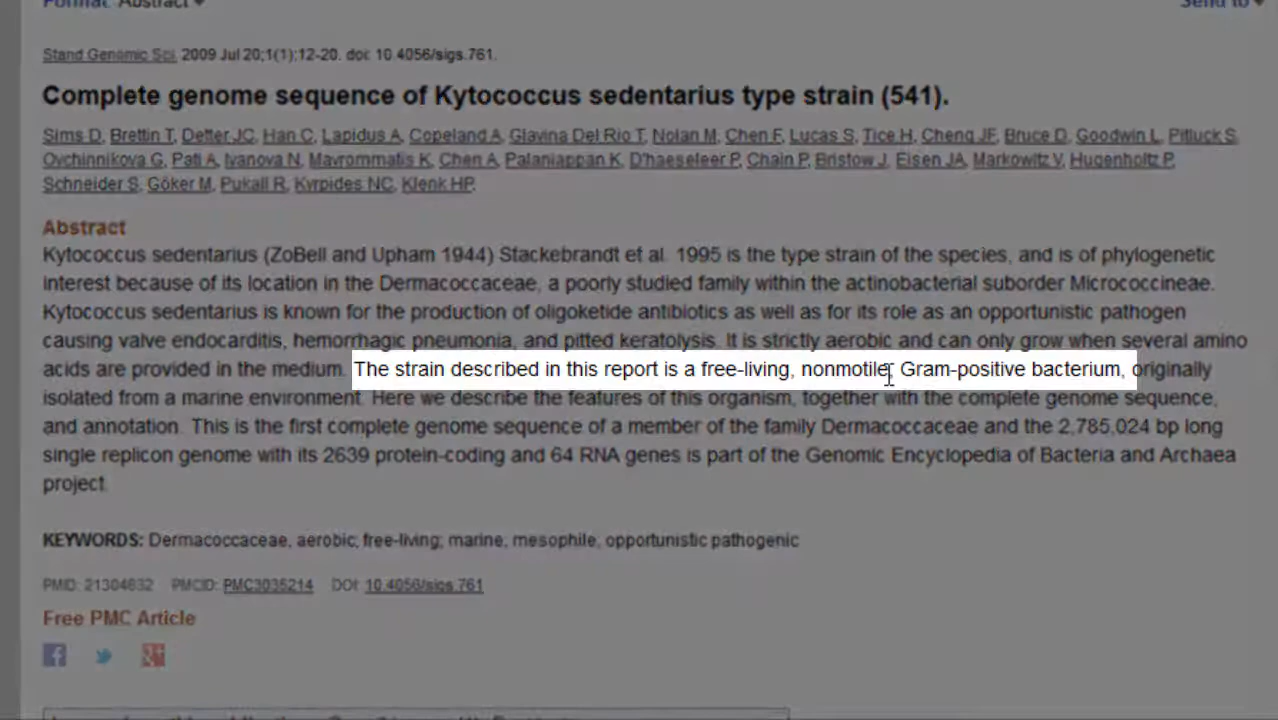 Format: Abstract
Send to
Stand Genomic Sci. 2009 Jul 20;1(1):12-20. doi: 10.4056/sigs.761.
Complete genome sequence of Kytococcus sedentarius type strain (541).
Sims D, Brettin T, Detter JC, Han C, Lapidus A, Copeland A, Glavina Del Rio T, Nolan M, Chen F, Lucas S, Tice H, Cheng JF, Bruce D, Goodwin L, Pitluck S,
Ovchinnikova G, Pati A, Ivanova N, Mavrommatis K, Chen A, Palaniappan K, D'haeseleer P, Chain P, Bristow J, Eisen JA, Markowitz V, Hugenholtz P,
Schneider S, Göker M, Pukall R, Kyrpides NC, Klenk HP.
Abstract
Kytococcus sedentarius (ZoBell and Upham 1944) Stackebrandt et al. 1995 is the type strain of the species, and is of phylogenetic
interest because of its location in the Dermacoccaceae, a poorly studied family within the actinobacterial suborder Micrococcineae.
Kytococcus sedentarius is known for the production of oligoketide antibiotics as well as for its role as an opportunistic pathogen
causing valve endocarditis, hemorrhagic pneumonia, and pitted keratolysis. It is strictly aerobic and can only grow when several amino
acids are provided in the medium. The strain described in this report is a free-living, nonmotile, Gram-positive bacterium, originally
isolated from a marine environment. Here we describe the features of this organism, together with the complete genome sequence,
and annotation. This is the first complete genome sequence of a member of the family Dermacoccaceae and the 2,785,024 bp long
single replicon genome with its 2639 protein-coding and 64 RNA genes is part of the Genomic Encyclopedia of Bacteria and Archaea
project.
KEYWORDS: Dermacoccaceae; aerobic; free-living; marine; mesophile; opportunistic pathogenic
PMID: 21304632 PMCID: PMC3035214 DOI: 10.4056/sigs.761
Free PMC Article